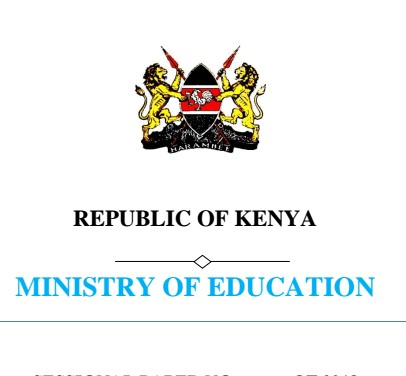 HARAMBEE
REPUBLIC OF KENYA
MINISTRY OF EDUCATION